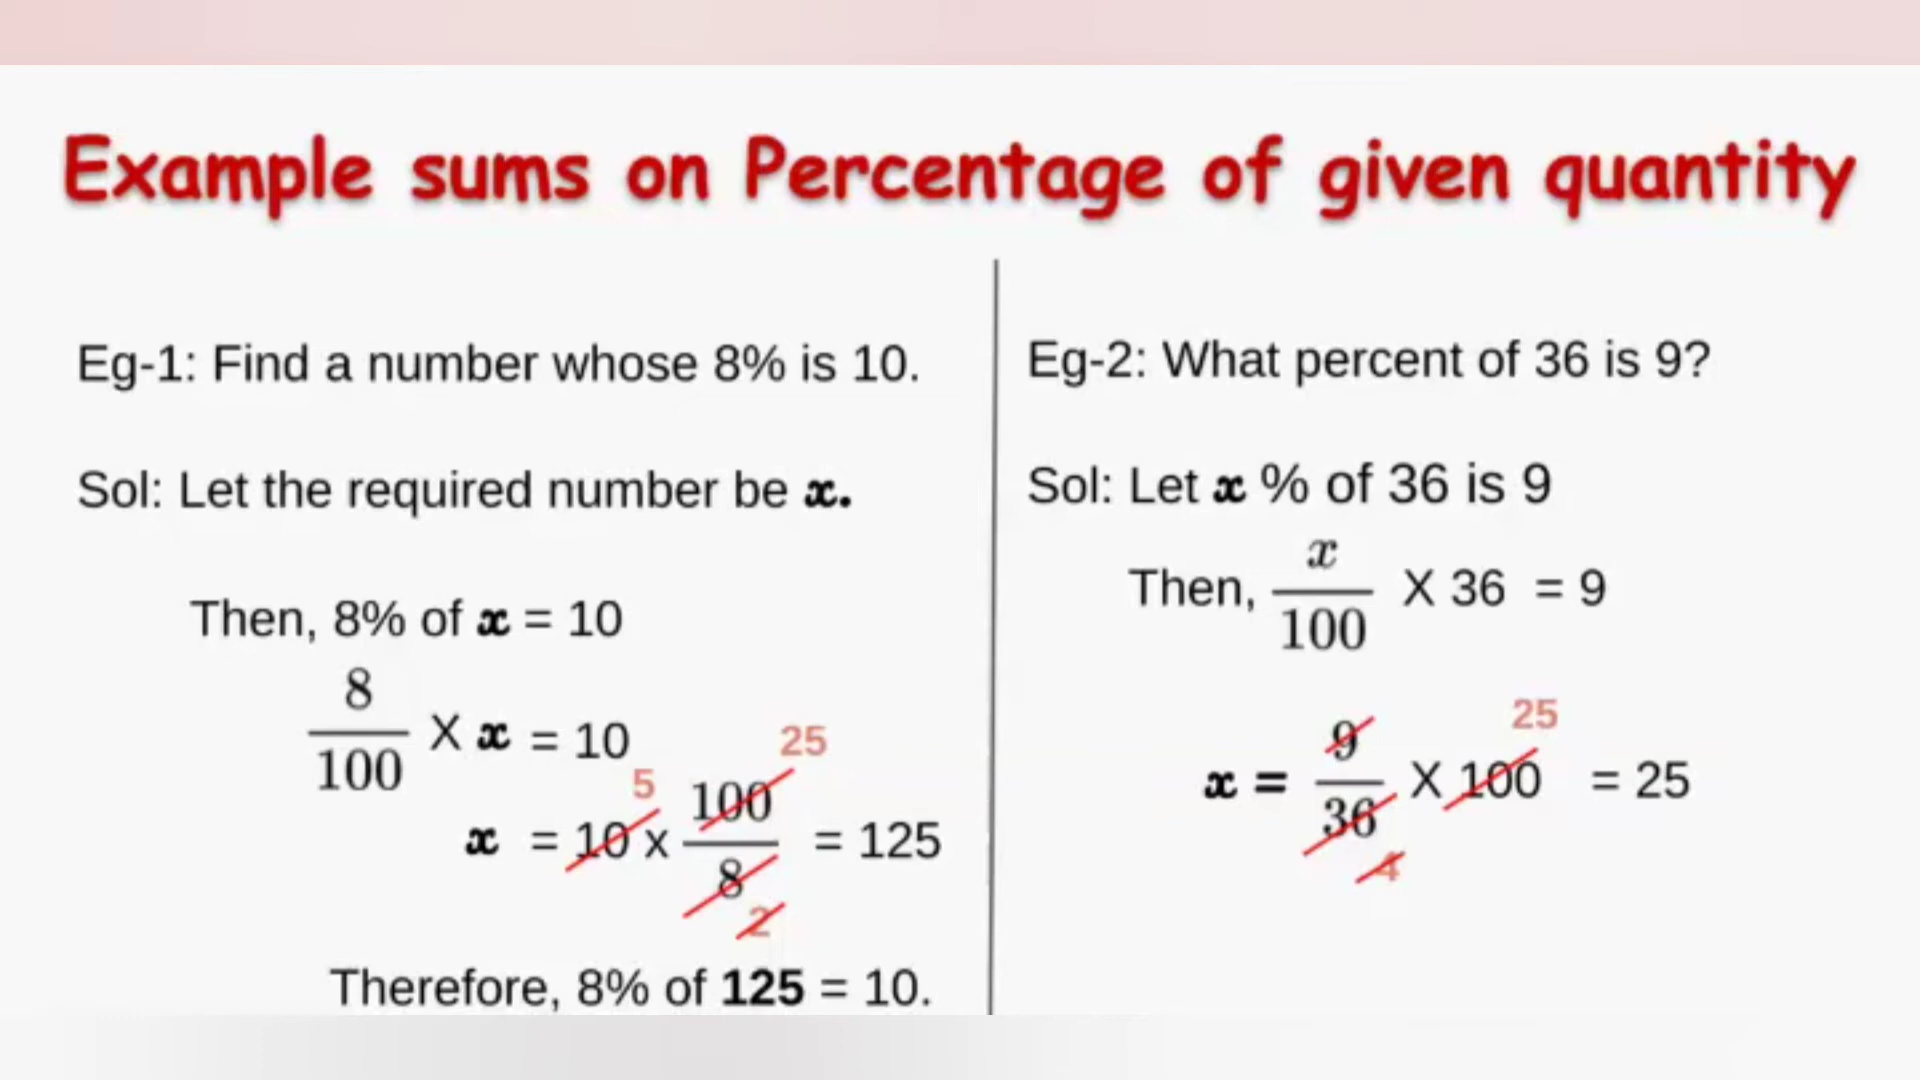 Example sums on Percentage of given quantity
Eg-1: Find a number whose 8% is 10.
Sol: Let the required number be x.
Then, 8% of x = 10
8/100 X x = 10
x = 10 x 100/8 = 125
5 25
2
Therefore, 8% of 125 = 10.
Eg-2: What percent of 36 is 9?
Sol: Let x % of 36 is 9
Then, x/100 X 36 = 9
25
x = 9/36 X 100 = 25
4